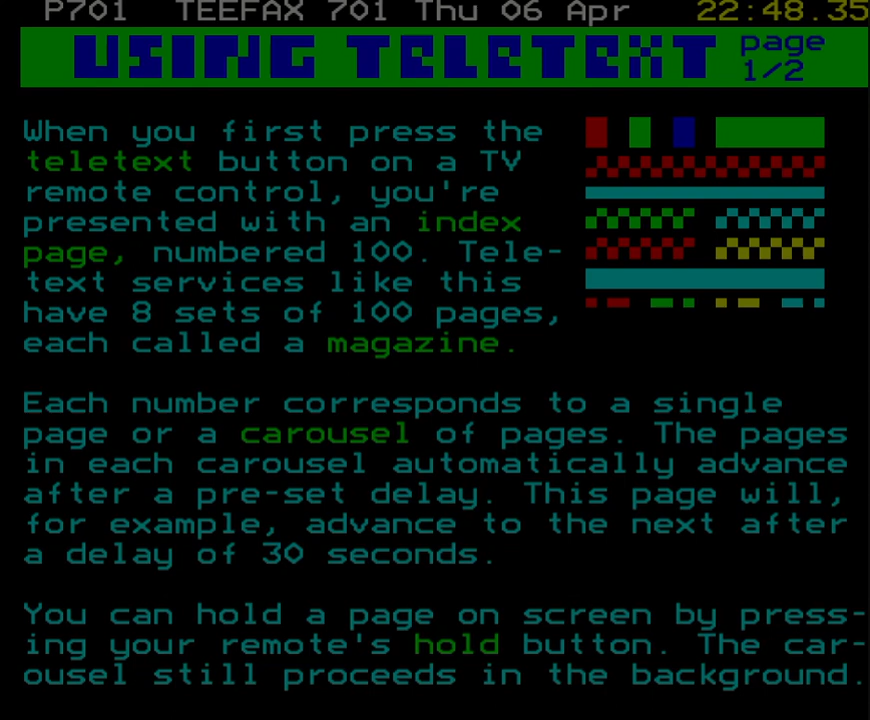 P701 TEEFAX 701 Thu 06 Apr 22:48.35
USING TELETEXT page
1/2
When you first press the
teletext button on a TV
remote control, you're
presented with an index
page, numbered 100. Tele-
text services like this
have 8 sets of 100 pages,
each called a magazine.
Each number corresponds to a single
page or a carousel of pages. The pages
in each carousel automatically advance
after a pre-set delay. This page will,
for example, advance to the next after
a delay of 30 seconds.
You can hold a page on screen by press-
ing your remote's hold button. The car-
ousel still proceeds in the background.